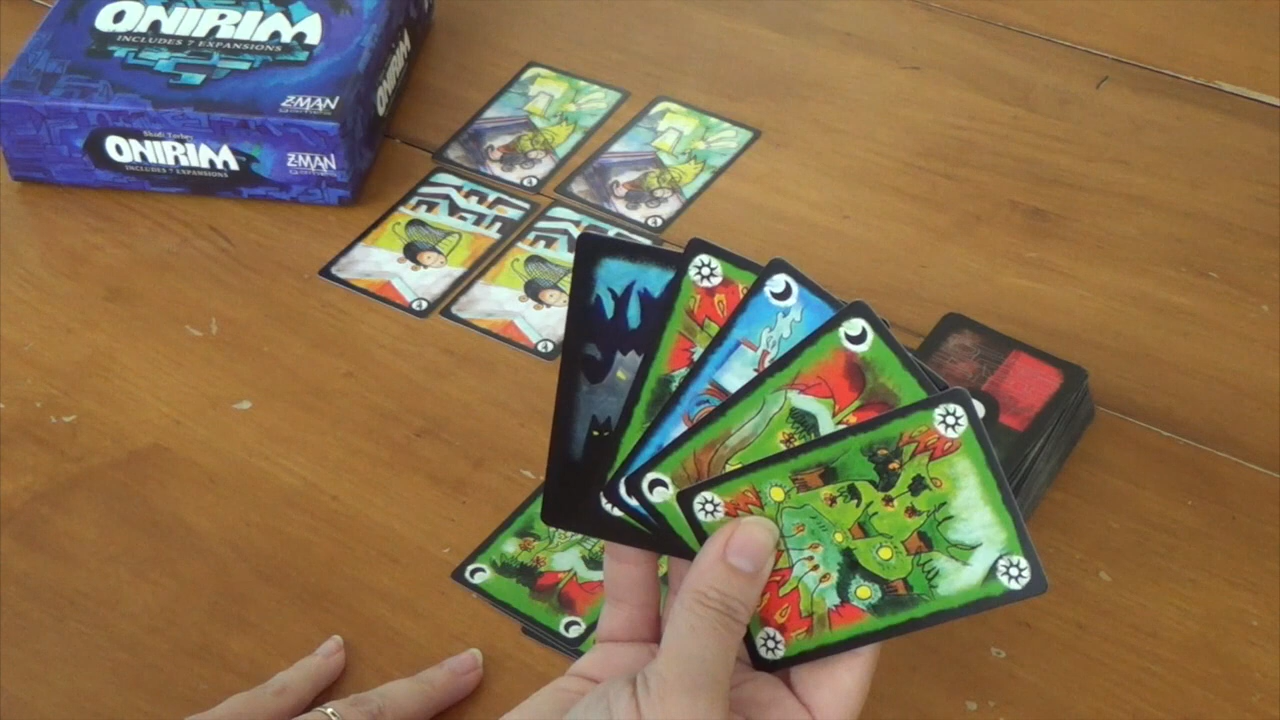 ONIRIM
INCLUDES 7 EXPANSIONS
Z-MAN
ONIRIM
Shadi Torbey
ONIRIM
INCLUDES 7 EXPANSIONS
Z-MAN